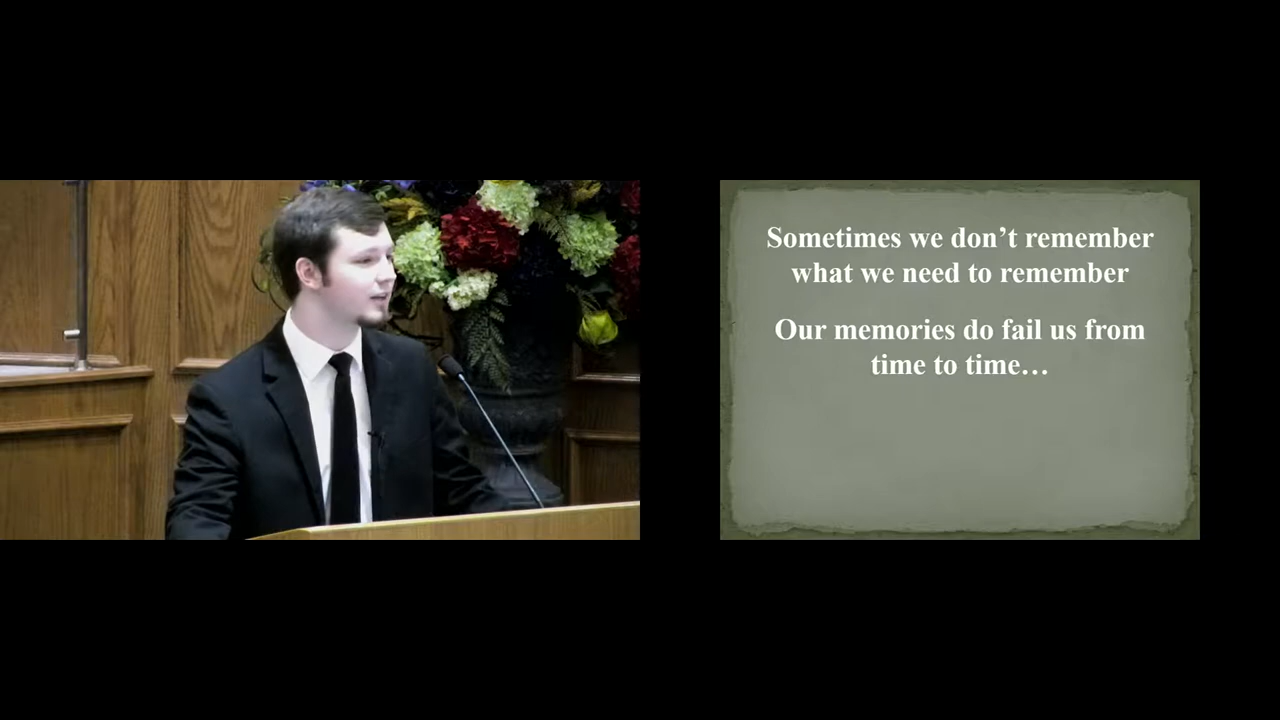 Sometimes we don’t remember
what we need to remember
Our memories do fail us from
time to time…